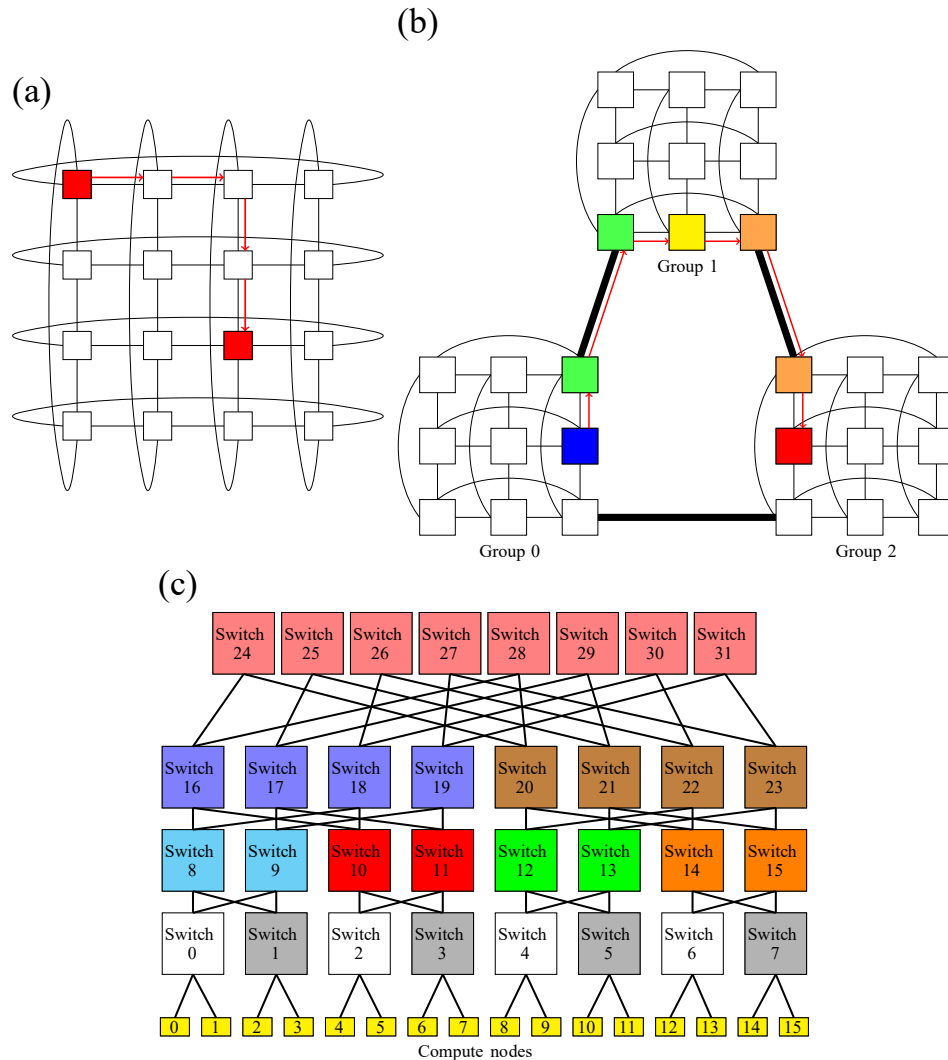 (a)
(b)
Group 1
Group 0
Group 2
(c)
Switch 24
Switch 25
Switch 26
Switch 27
Switch 28
Switch 29
Switch 30
Switch 31
Switch 16
Switch 17
Switch 18
Switch 19
Switch 20
Switch 21
Switch 22
Switch 23
Switch 8
Switch 9
Switch 10
Switch 11
Switch 12
Switch 13
Switch 14
Switch 15
Switch 0
Switch 1
Switch 2
Switch 3
Switch 4
Switch 5
Switch 6
Switch 7
0 1 2 3 4 5 6 7 8 9 10 11 12 13 14 15
Compute nodes